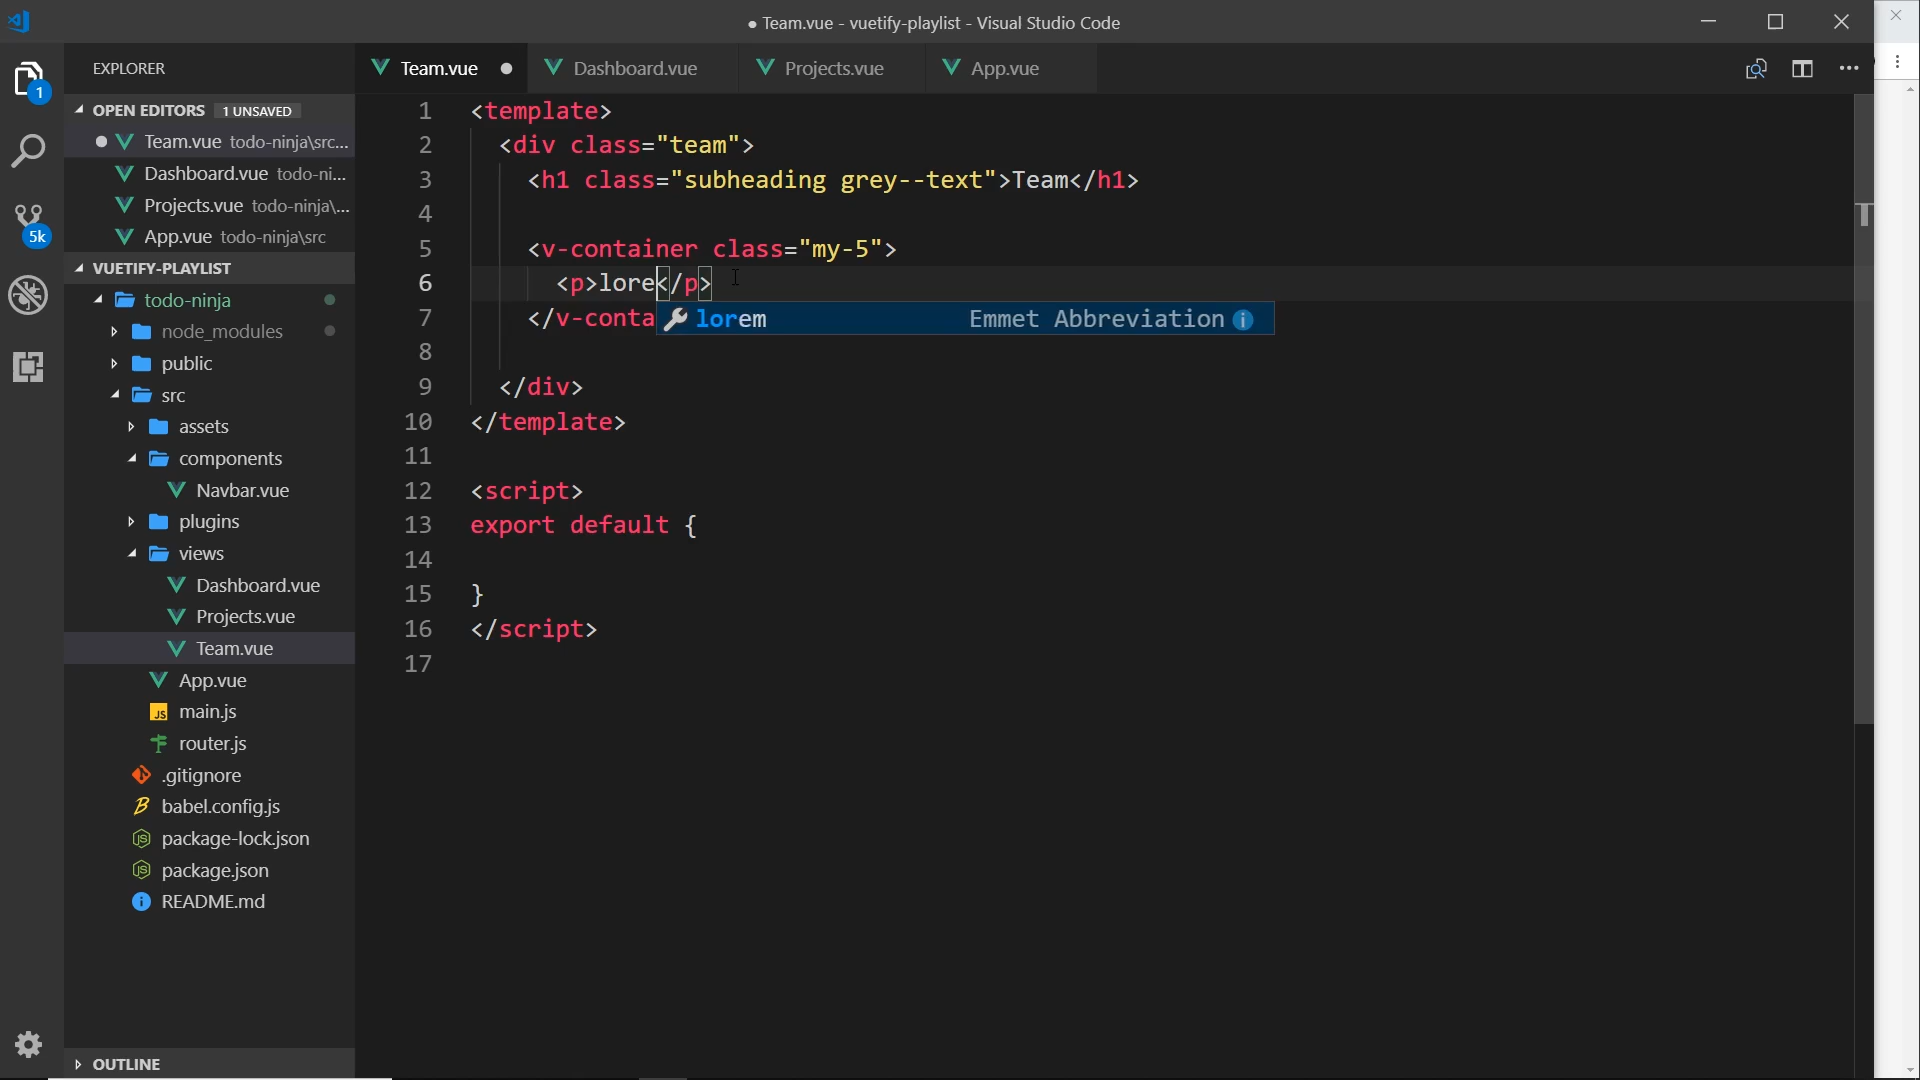 ● Team.vue - vuetify-playlist - Visual Studio Code
EXPLORER
1
OPEN EDITORS 1 UNSAVED
Team.vue todo-ninja\src...
Dashboard.vue todo-ni...
Projects.vue todo-ninja\...
App.vue todo-ninja\src
5k
VUETIFY-PLAYLIST
todo-ninja
node_modules
public
src
assets
components
Navbar.vue
plugins
views
Dashboard.vue
Projects.vue
Team.vue
App.vue
JS main.js
router.js
.gitignore
babel.config.js
package-lock.json
package.json
README.md
OUTLINE
Team.vue ● Dashboard.vue Projects.vue App.vue
1 <template>
2 <div class="team">
3 <h1 class="subheading grey--text">Team</h1>
4
5 <v-container class="my-5">
6 <p>lore</p>
7 </v-conta
lorem Emmet Abbreviation
8
9 </div>
10 </template>
11
12 <script>
13 export default {
14
15 }
16 </script>
17